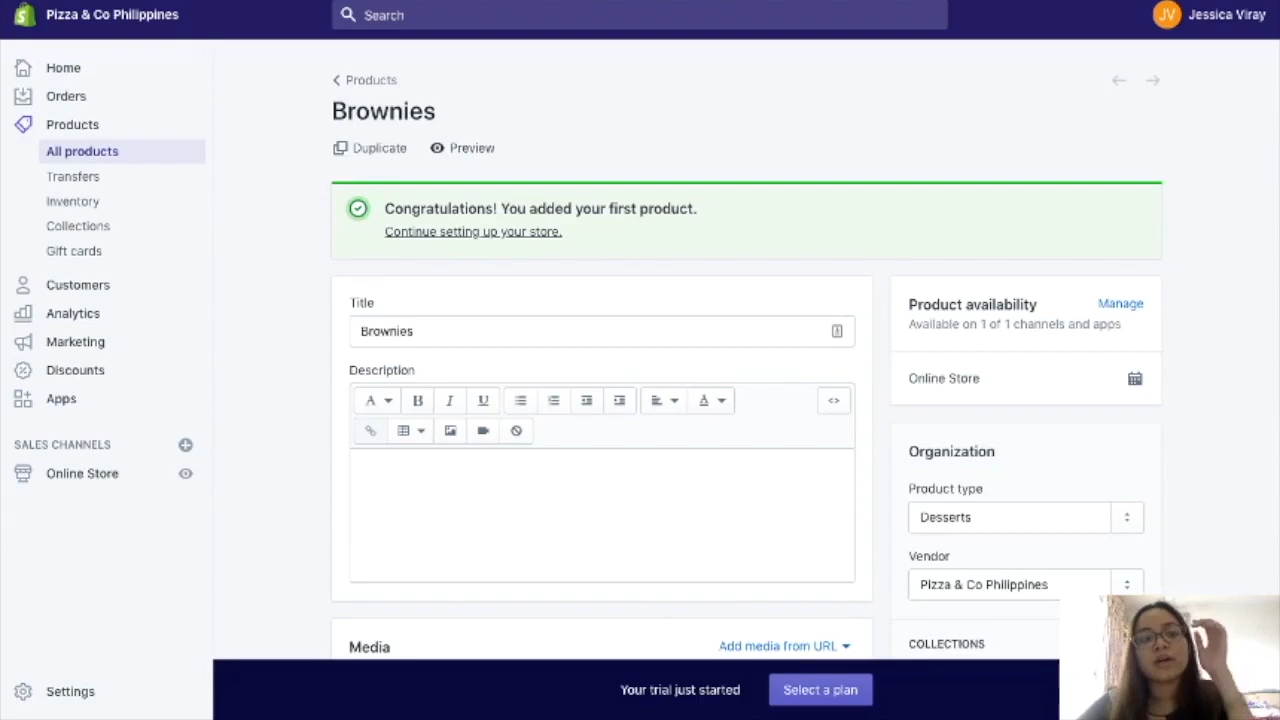 Pizza & Co Philippines
Search
JV
Jessica Viray
Home
Orders
Products
All products
Transfers
Inventory
Collections
Gift cards
Customers
Analytics
Marketing
Discounts
Apps
SALES CHANNELS
Online Store
Settings
Products
Brownies
Duplicate
Preview
Congratulations! You added your first product.
Continue setting up your store.
Title
Brownies
Description
A
B
I
U
A
<>
Media
Add media from URL
Product availability
Manage
Available on 1 of 1 channels and apps
Online Store
Organization
Product type
Desserts
Vendor
Pizza & Co Philippines
COLLECTIONS
Your trial just started
Select a plan